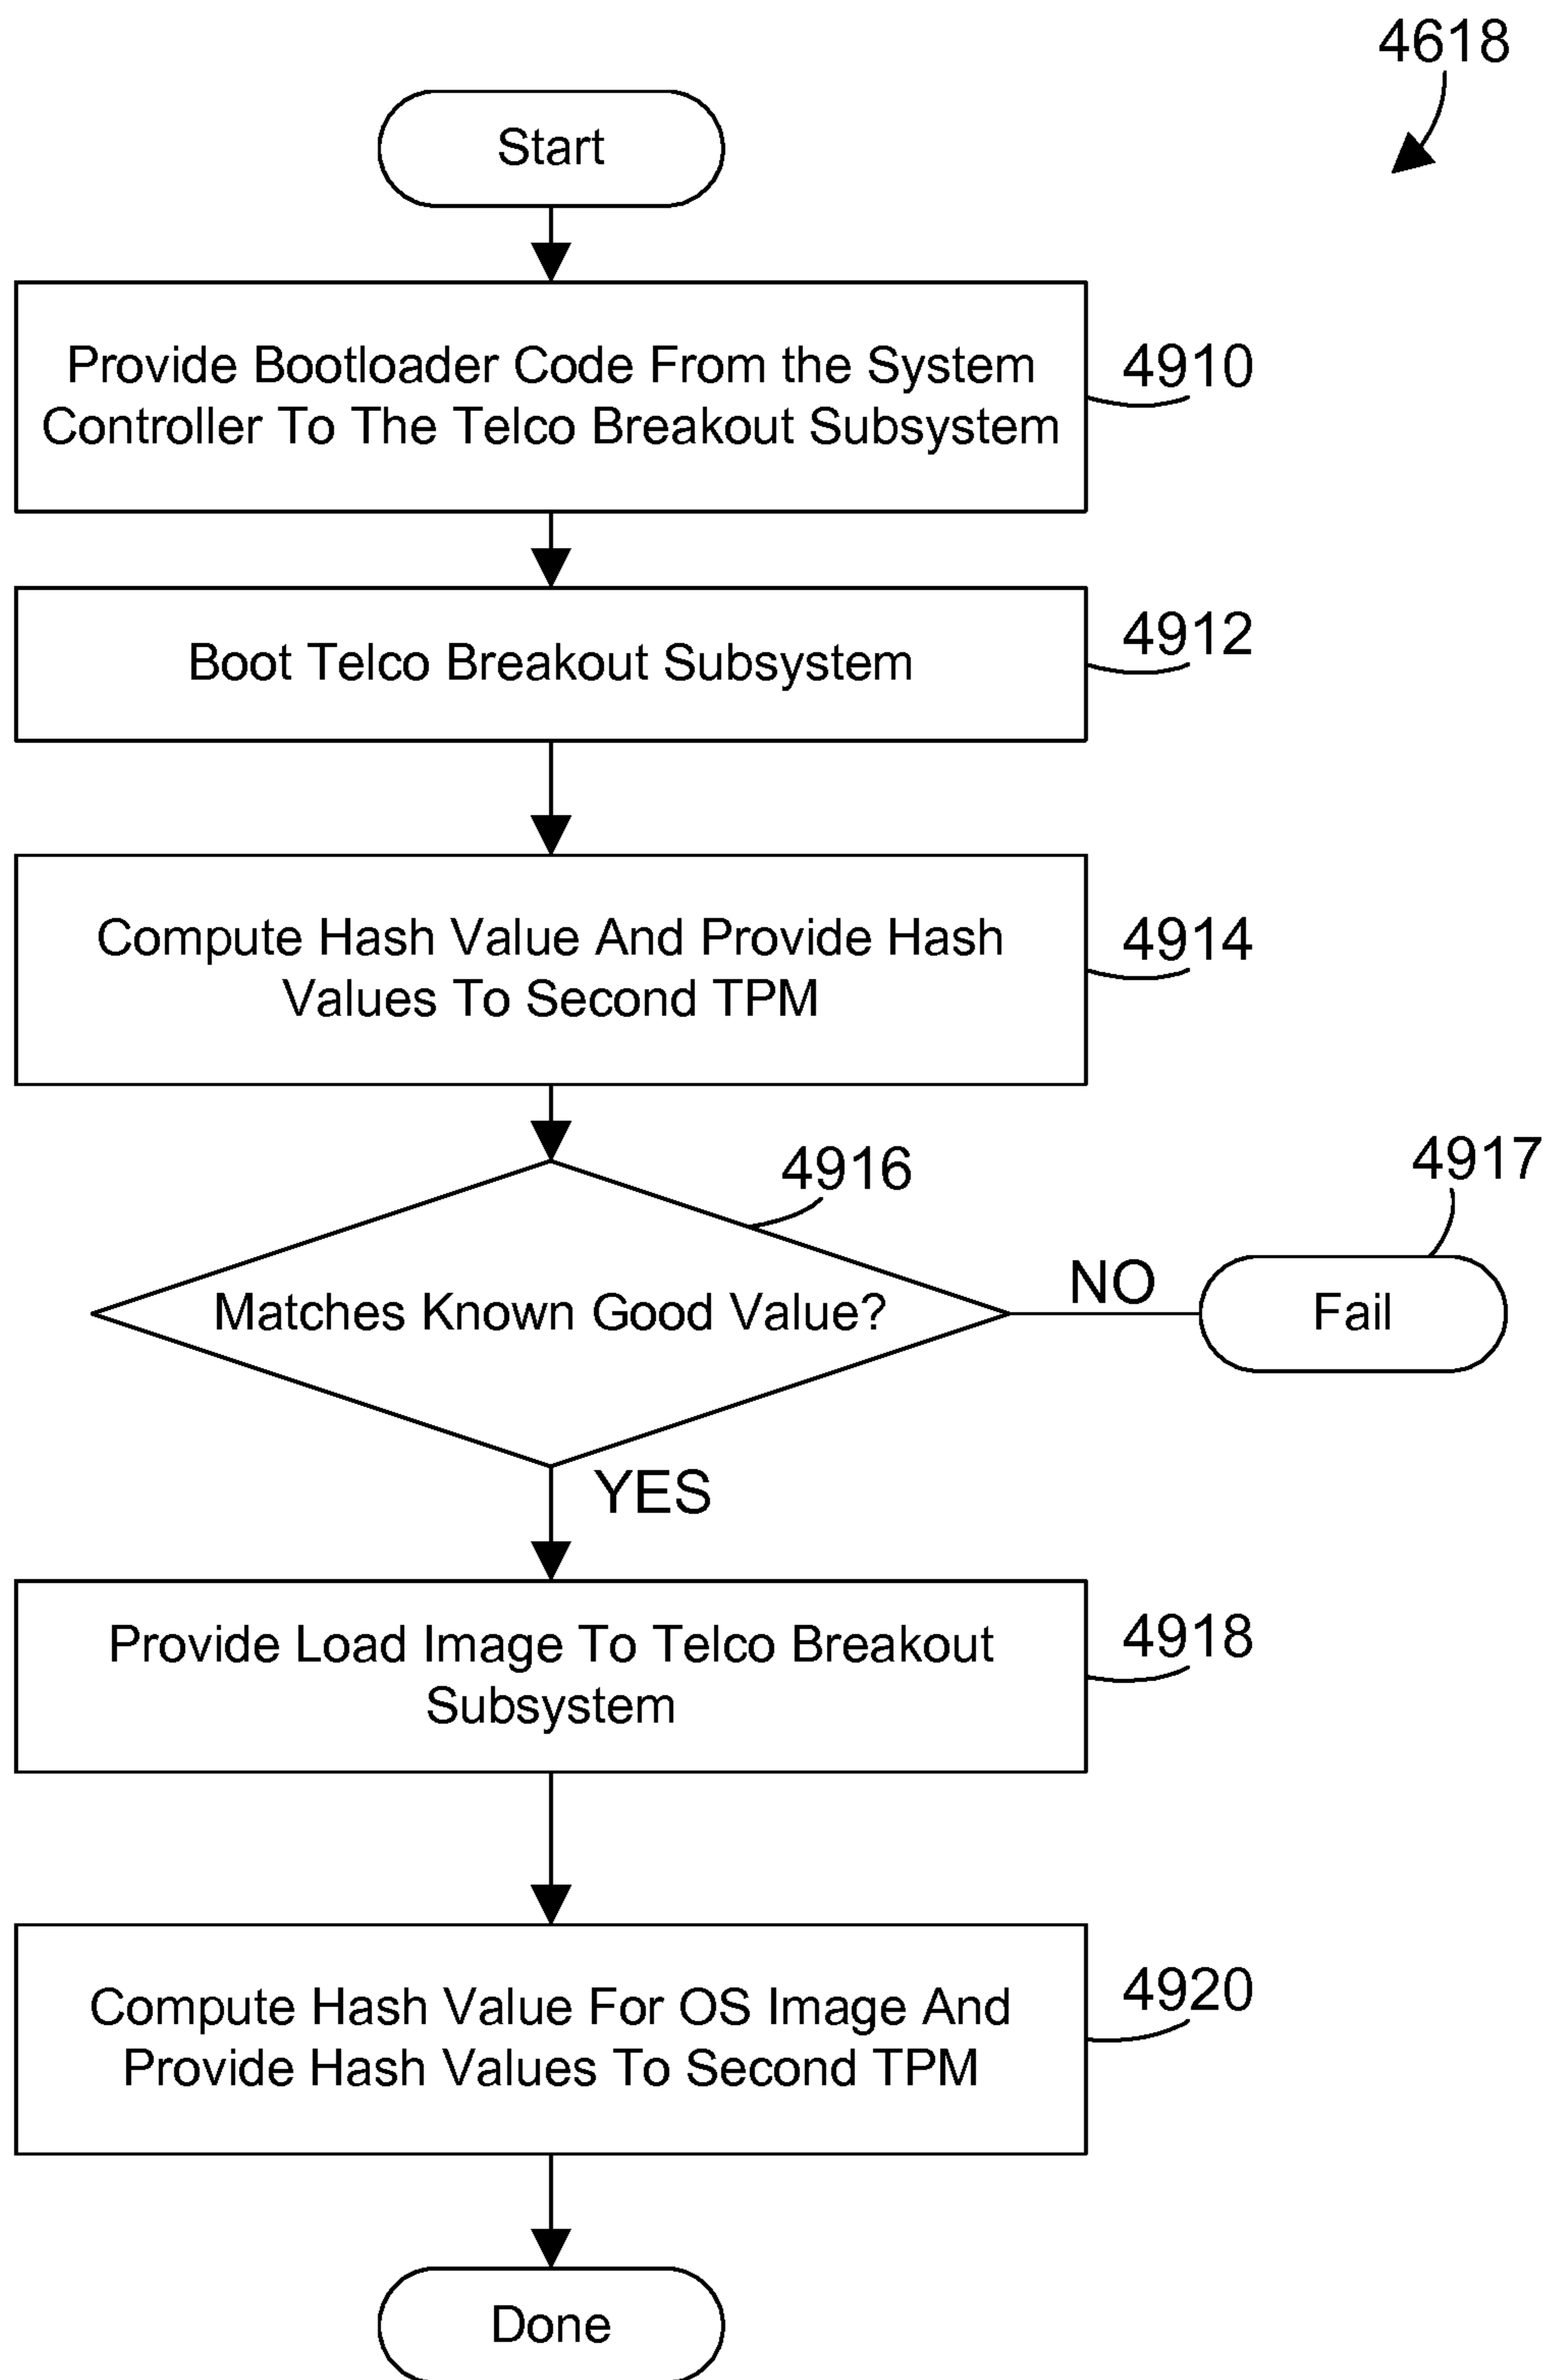 4618
Start
Provide Bootloader Code From the System
Controller To The Telco Breakout Subsystem
4910
Boot Telco Breakout Subsystem
4912
Compute Hash Value And Provide Hash
Values To Second TPM
4914
4916
4917
Matches Known Good Value?
NO
Fail
YES
Provide Load Image To Telco Breakout
Subsystem
4918
Compute Hash Value For OS Image And
Provide Hash Values To Second TPM
4920
Done